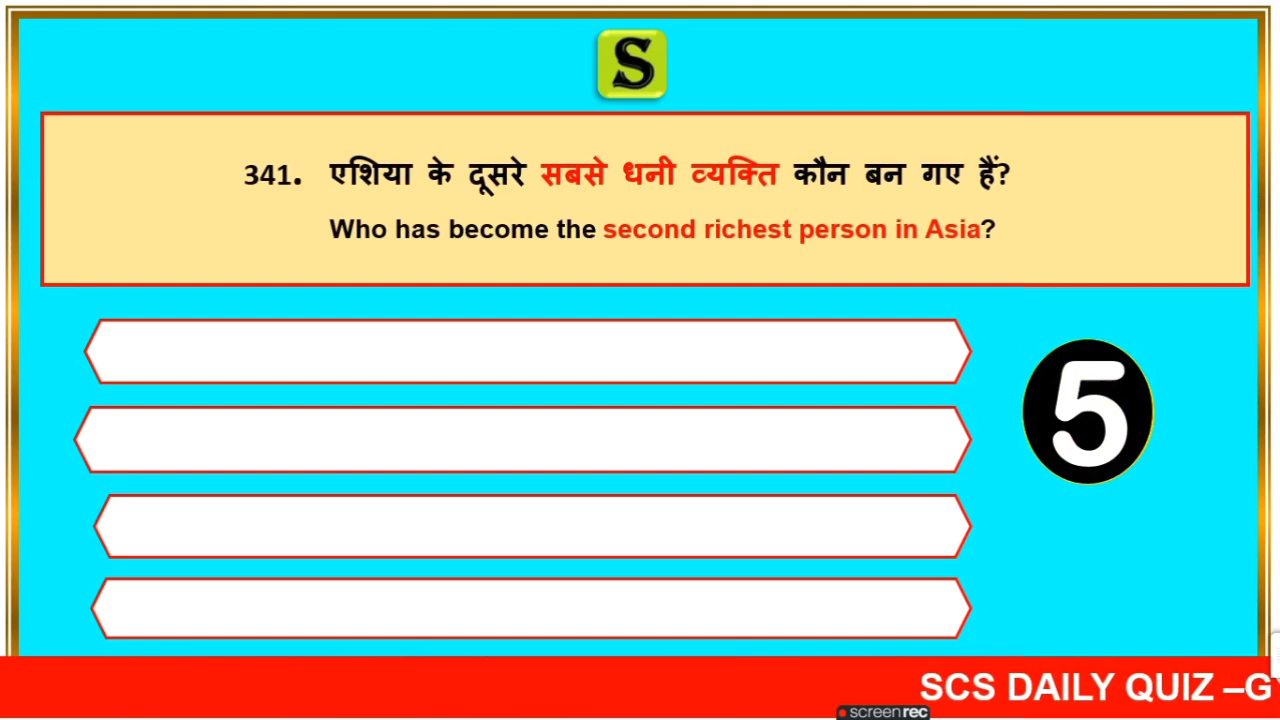 S
341. एशिया के दूसरे सबसे धनी व्यक्ति कौन बन गए हैं?
Who has become the second richest person in Asia?
5
SCS DAILY QUIZ –G
screenrec